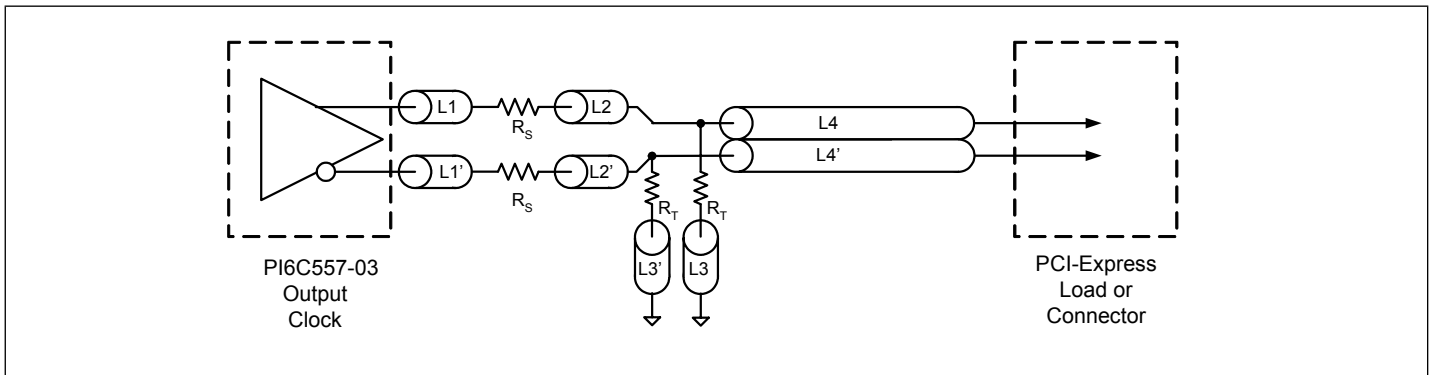 L1
R_S
L2
L4
L1’
R_S
L2’
L4’
R_T
R_T
L3’
L3
PI6C557-03
Output
Clock
PCI-Express
Load or
Connector